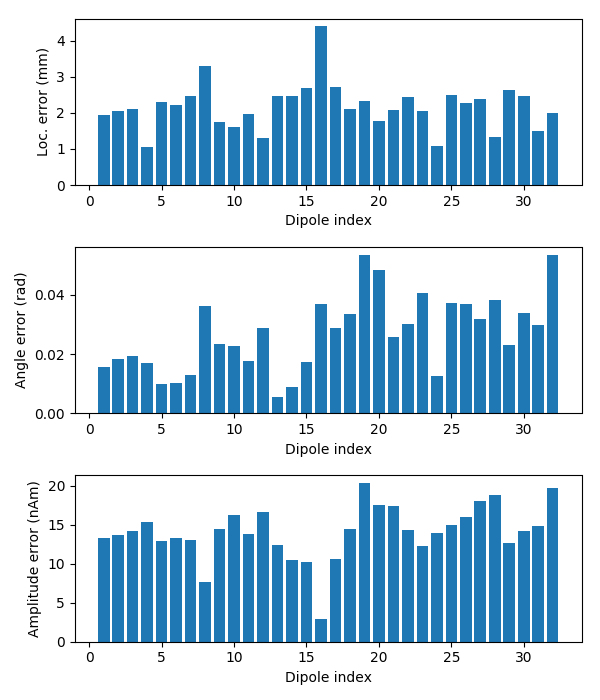 Loc. error (mm)
4
3
2
1
0
0 5 10 15 20 25 30
Dipole index
Angle error (rad)
0.04
0.02
0.00
0 5 10 15 20 25 30
Dipole index
Amplitude error (nAm)
20
15
10
5
0
0 5 10 15 20 25 30
Dipole index